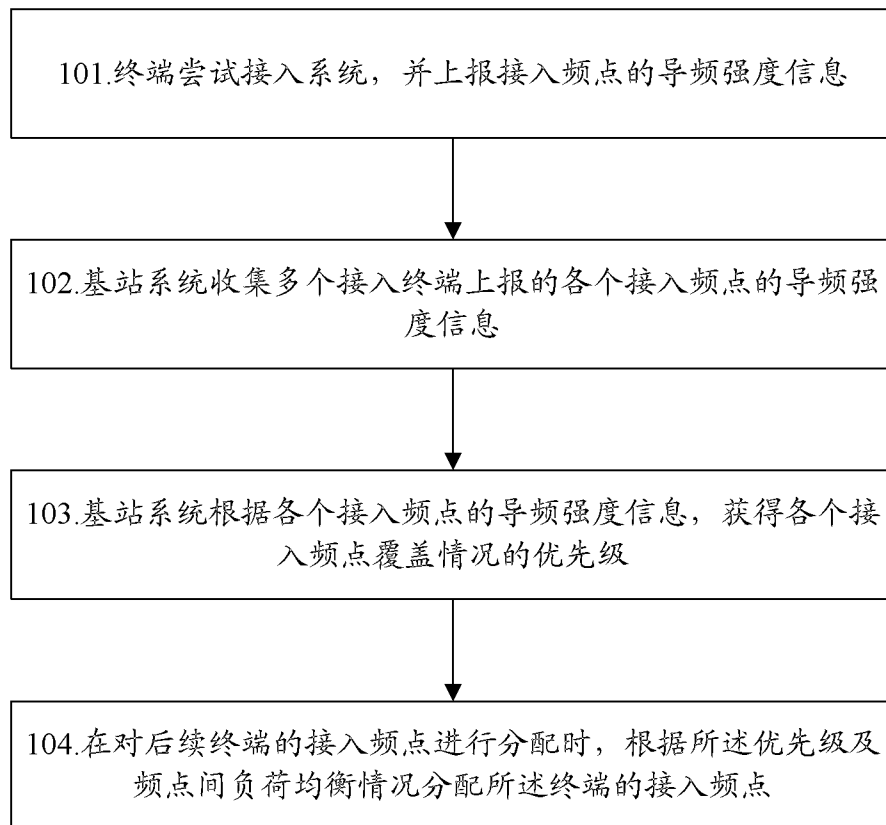 101.终端尝试接入系统，并上报接入频点的导频强度信息
102.基站系统收集多个接入终端上报的各个接入频点的导频强
度信息
103.基站系统根据各个接入频点的导频强度信息，获得各个接
入频点覆盖情况的优先级
104.在对后续终端的接入频点进行分配时，根据所述优先级及
频点间负荷均衡情况分配所述终端的接入频点